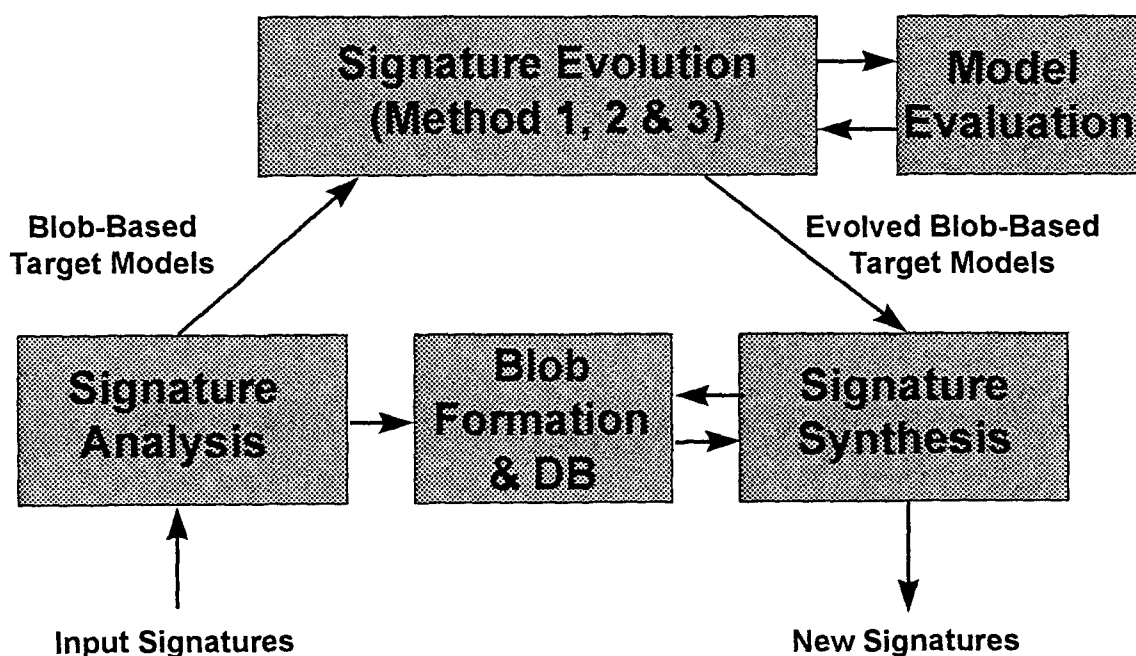 Signature Evolution
(Method 1, 2 & 3)
Model
Evaluation
Blob-Based
Target Models
Evolved Blob-Based
Target Models
Signature
Analysis
Blob
Formation
& DB
Signature
Synthesis
Input Signatures
New Signatures